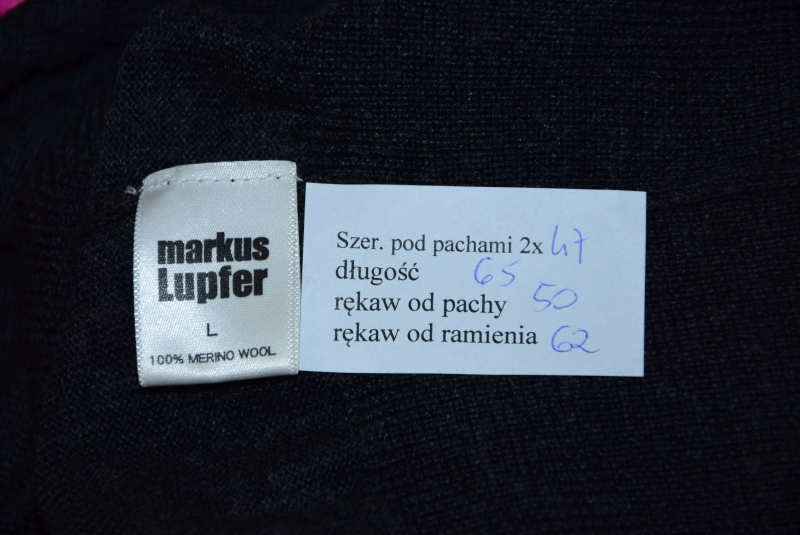 markus
Lupfer
L
100% MERINO WOOL
Szer. pod pachami 2x 47
długość 65
rękaw od pachy 50
rękaw od ramienia 62